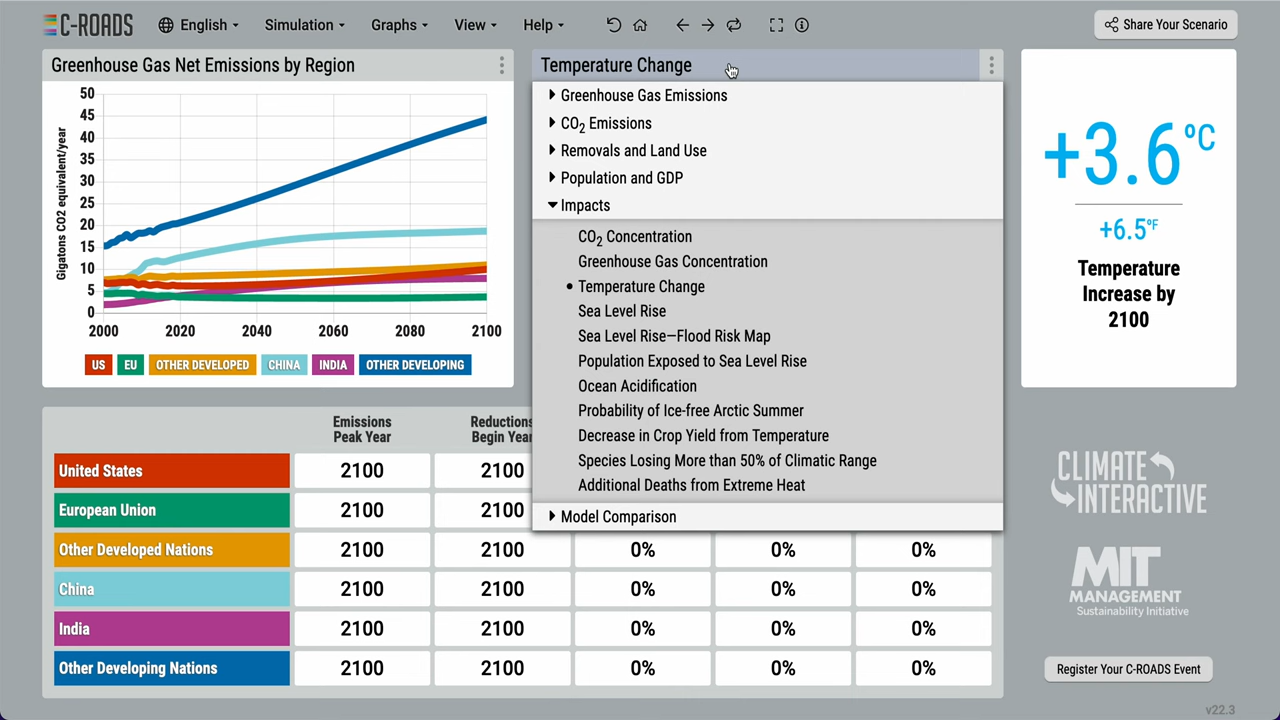 C-ROADS
English
Simulation
Graphs
View
Help
Share Your Scenario
Greenhouse Gas Net Emissions by Region
Gigatons CO2 equivalent/year
50
45
40
35
30
25
20
15
10
5
0
2000
2020
2040
2060
2080
2100
US
EU
OTHER DEVELOPED
CHINA
INDIA
OTHER DEVELOPING
Temperature Change
Greenhouse Gas Emissions
CO2 Emissions
Removals and Land Use
Population and GDP
Impacts
CO2 Concentration
Greenhouse Gas Concentration
• Temperature Change
Sea Level Rise
Sea Level Rise—Flood Risk Map
Population Exposed to Sea Level Rise
Ocean Acidification
Probability of Ice-free Arctic Summer
Decrease in Crop Yield from Temperature
Species Losing More than 50% of Climatic Range
Additional Deaths from Extreme Heat
Model Comparison
+3.6 °C
+6.5°F
Temperature
Increase by
2100
Emissions
Peak Year
Reductions
Begin Year
United States 2100 2100
European Union 2100 2100
Other Developed Nations 2100 2100 0% 0% 0%
China 2100 2100 0% 0% 0%
India 2100 2100 0% 0% 0%
Other Developing Nations 2100 2100 0% 0% 0%
CLIMATE
INTERACTIVE
MIT
MANAGEMENT
Sustainability Initiative
Register Your C-ROADS Event
v22.3